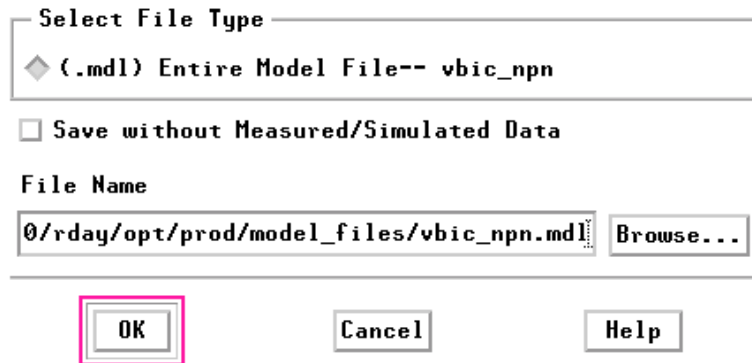 Select File Type
(.mdl) Entire Model File-- vbic_npn
Save without Measured/Simulated Data
File Name
0/rday/opt/prod/model_files/vbic_npn.mdl Browse...
OK Cancel Help